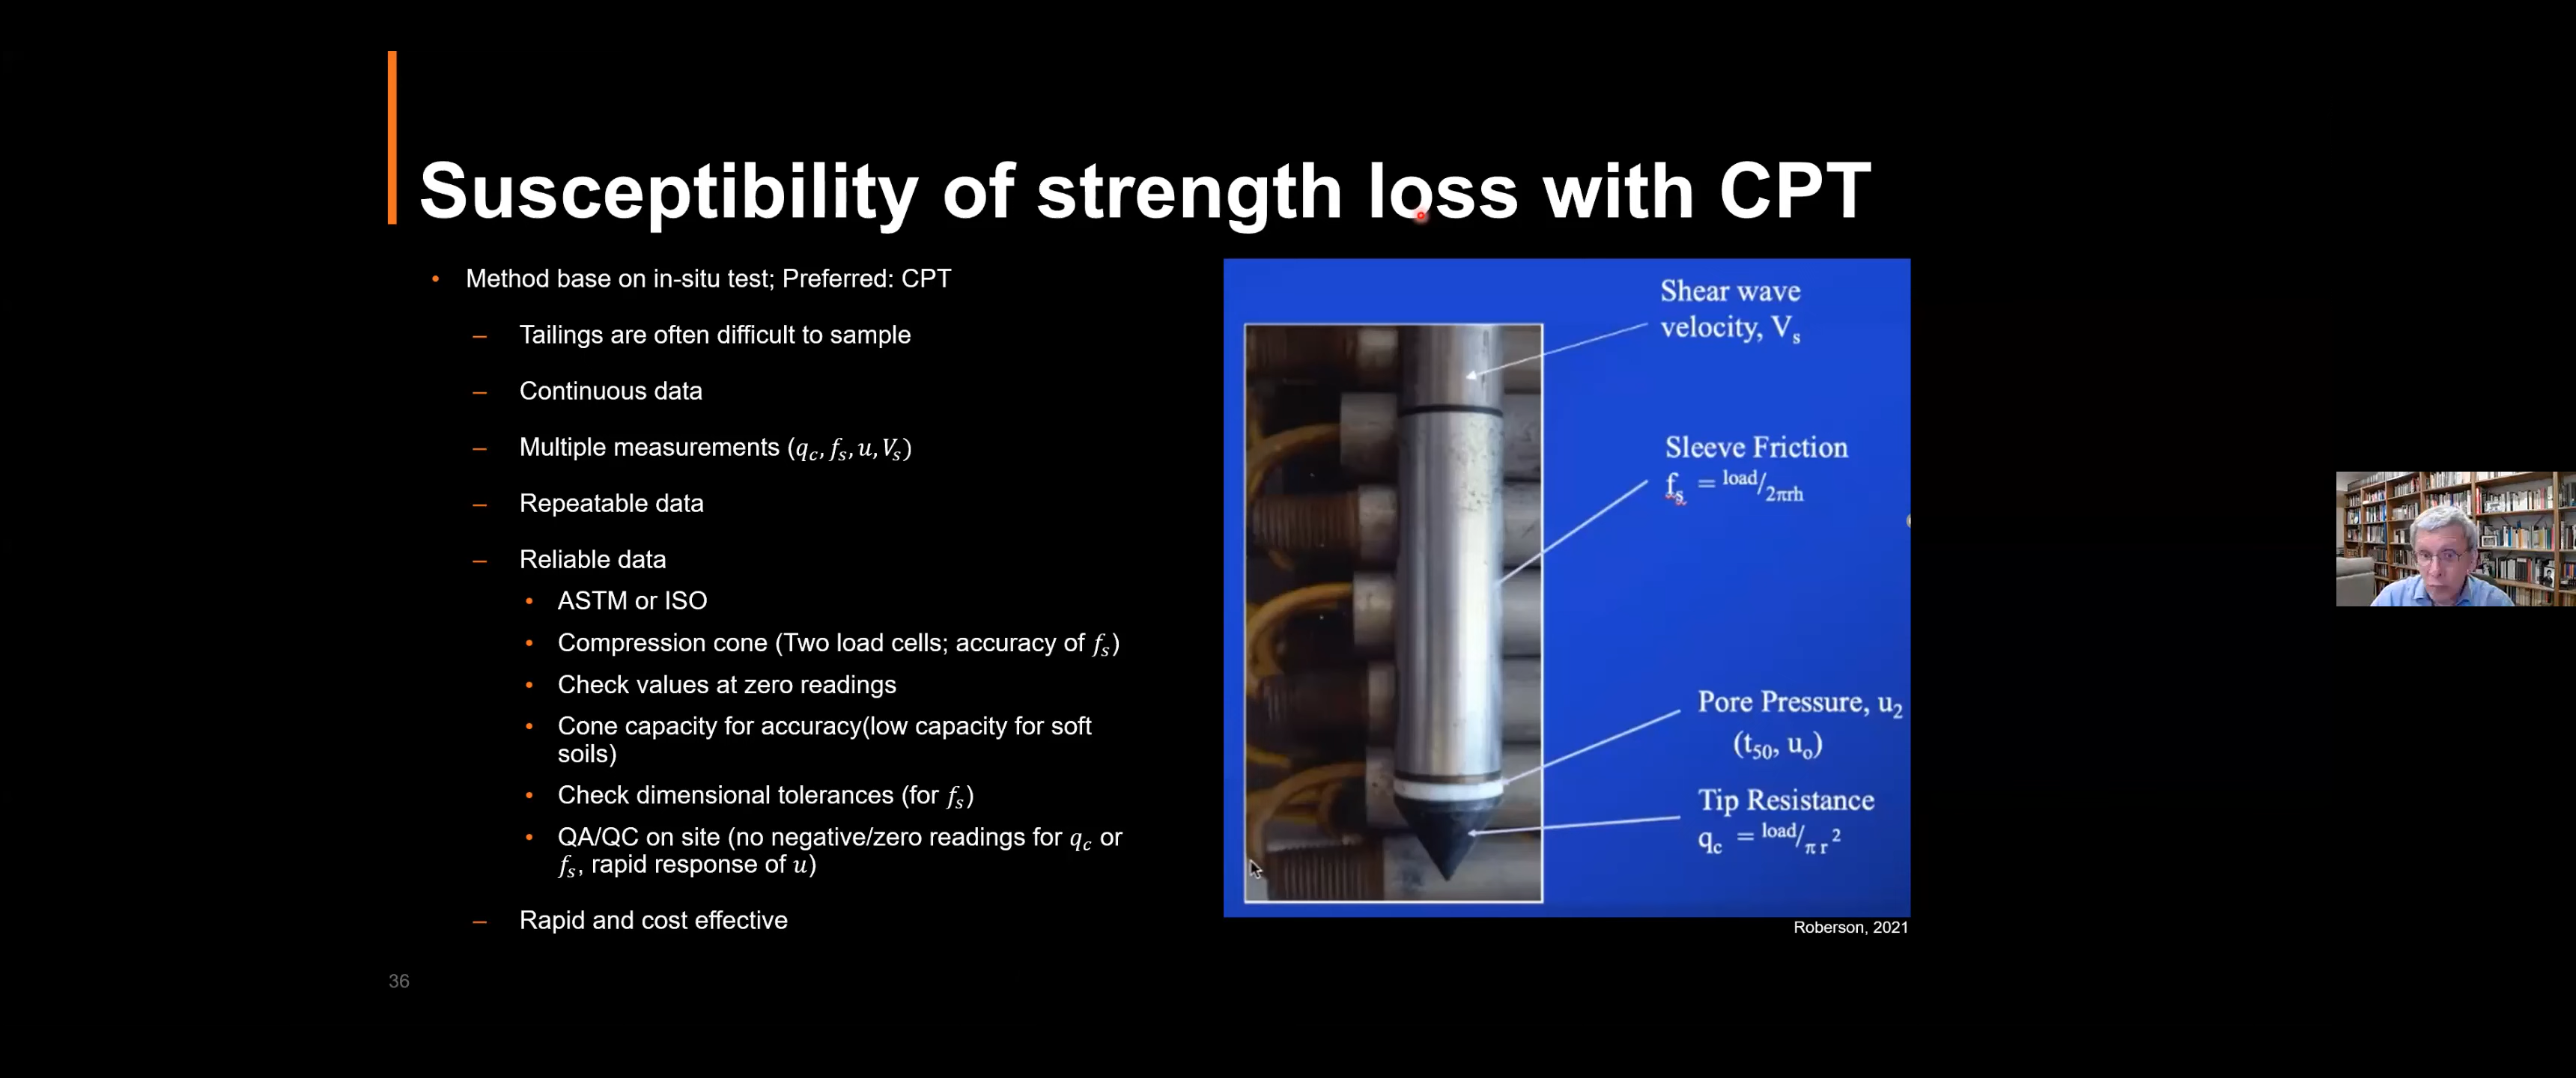 Susceptibility of strength loss with CPT
• Method base on in-situ test; Preferred: CPT
– Tailings are often difficult to sample
– Continuous data
– Multiple measurements (q_c, f_s, u, V_s)
– Repeatable data
– Reliable data
• ASTM or ISO
• Compression cone (Two load cells; accuracy of f_s)
• Check values at zero readings
• Cone capacity for accuracy(low capacity for soft
soils)
• Check dimensional tolerances (for f_s)
• QA/QC on site (no negative/zero readings for q_c or
f_s, rapid response of u)
– Rapid and cost effective
Shear wave
velocity, V_s
Sleeve Friction
f_s = load/2πrh
Pore Pressure, u_2
(t_50, u_o)
Tip Resistance
q_c = load/π r^2
Roberson, 2021
36